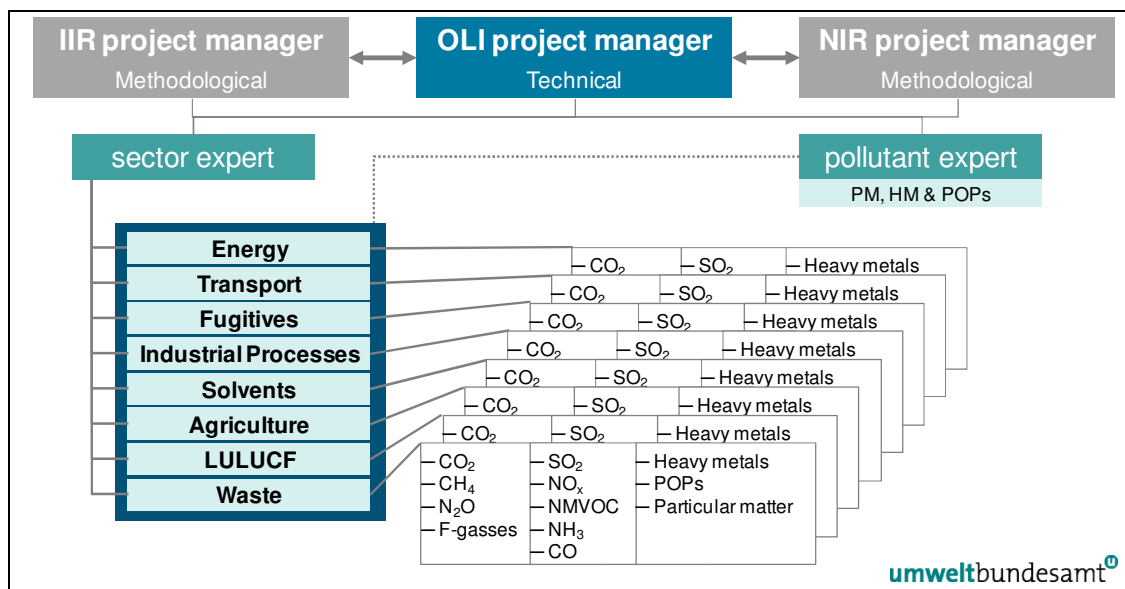 IIR project manager
Methodological
OLI project manager
Technical
NIR project manager
Methodological
sector expert
pollutant expert
PM, HM & POPs
Energy
Transport
Fugitives
Industrial Processes
Solvents
Agriculture
LULUCF
Waste
CO₂ SO₂ Heavy metals
CO₂ SO₂ Heavy metals
CO₂ SO₂ Heavy metals
CO₂ SO₂ Heavy metals
CO₂ SO₂ Heavy metals
CO₂ SO₂ Heavy metals
CO₂ SO₂ Heavy metals
CO₂
CH₄
N₂O
F-gasses
SO₂
NOₓ
NMVOC
NH₃
CO
Heavy metals
POPs
Particular matter
umweltbundesamt